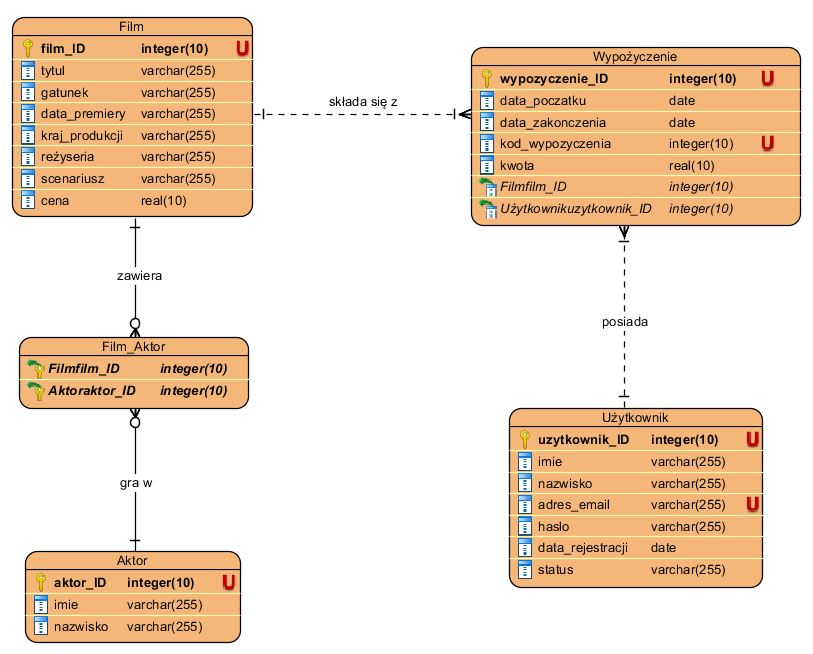 Film
film_ID integer(10) U
tytul varchar(255)
gatunek varchar(255)
data_premiery varchar(255)
kraj_produkcji varchar(255)
reżyseria varchar(255)
scenariusz varchar(255)
cena real(10)
składa się z
Wypożyczenie
wypozyczenie_ID integer(10) U
data_poczatku date
data_zakonczenia date
kod_wypozyczenia integer(10) U
kwota real(10)
Filmfilm_ID integer(10)
Użytkownikuzytkownik_ID integer(10)
zawiera
posiada
Film_Aktor
Filmfilm_ID integer(10)
Aktoraktor_ID integer(10)
gra w
Użytkownik
uzytkownik_ID integer(10) U
imie varchar(255)
nazwisko varchar(255)
adres_email varchar(255) U
haslo varchar(255)
data_rejestracji date
status varchar(255)
Aktor
aktor_ID integer(10) U
imie varchar(255)
nazwisko varchar(255)